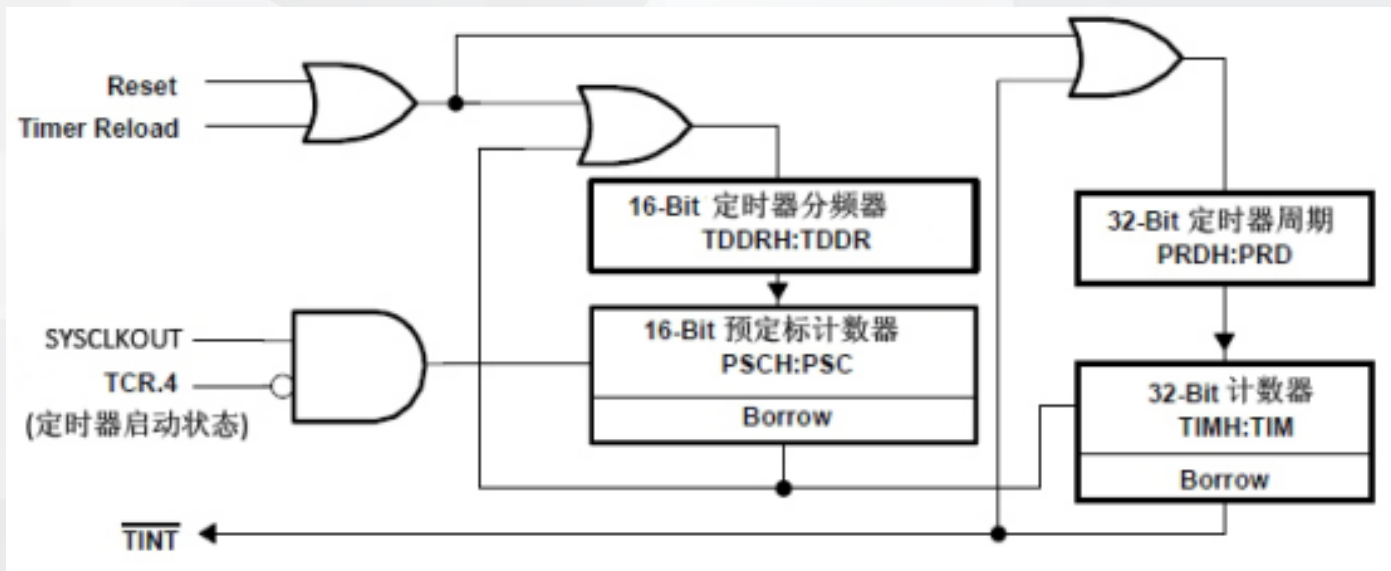 Reset
Timer Reload
16-Bit 定时器分频器
TDDRH:TDDR
32-Bit 定时器周期
PRDH:PRD
SYSCLKOUT
TCR.4
(定时器启动状态)
16-Bit 预定标计数器
PSCH:PSC
Borrow
32-Bit 计数器
TIMH:TIM
Borrow
TINT